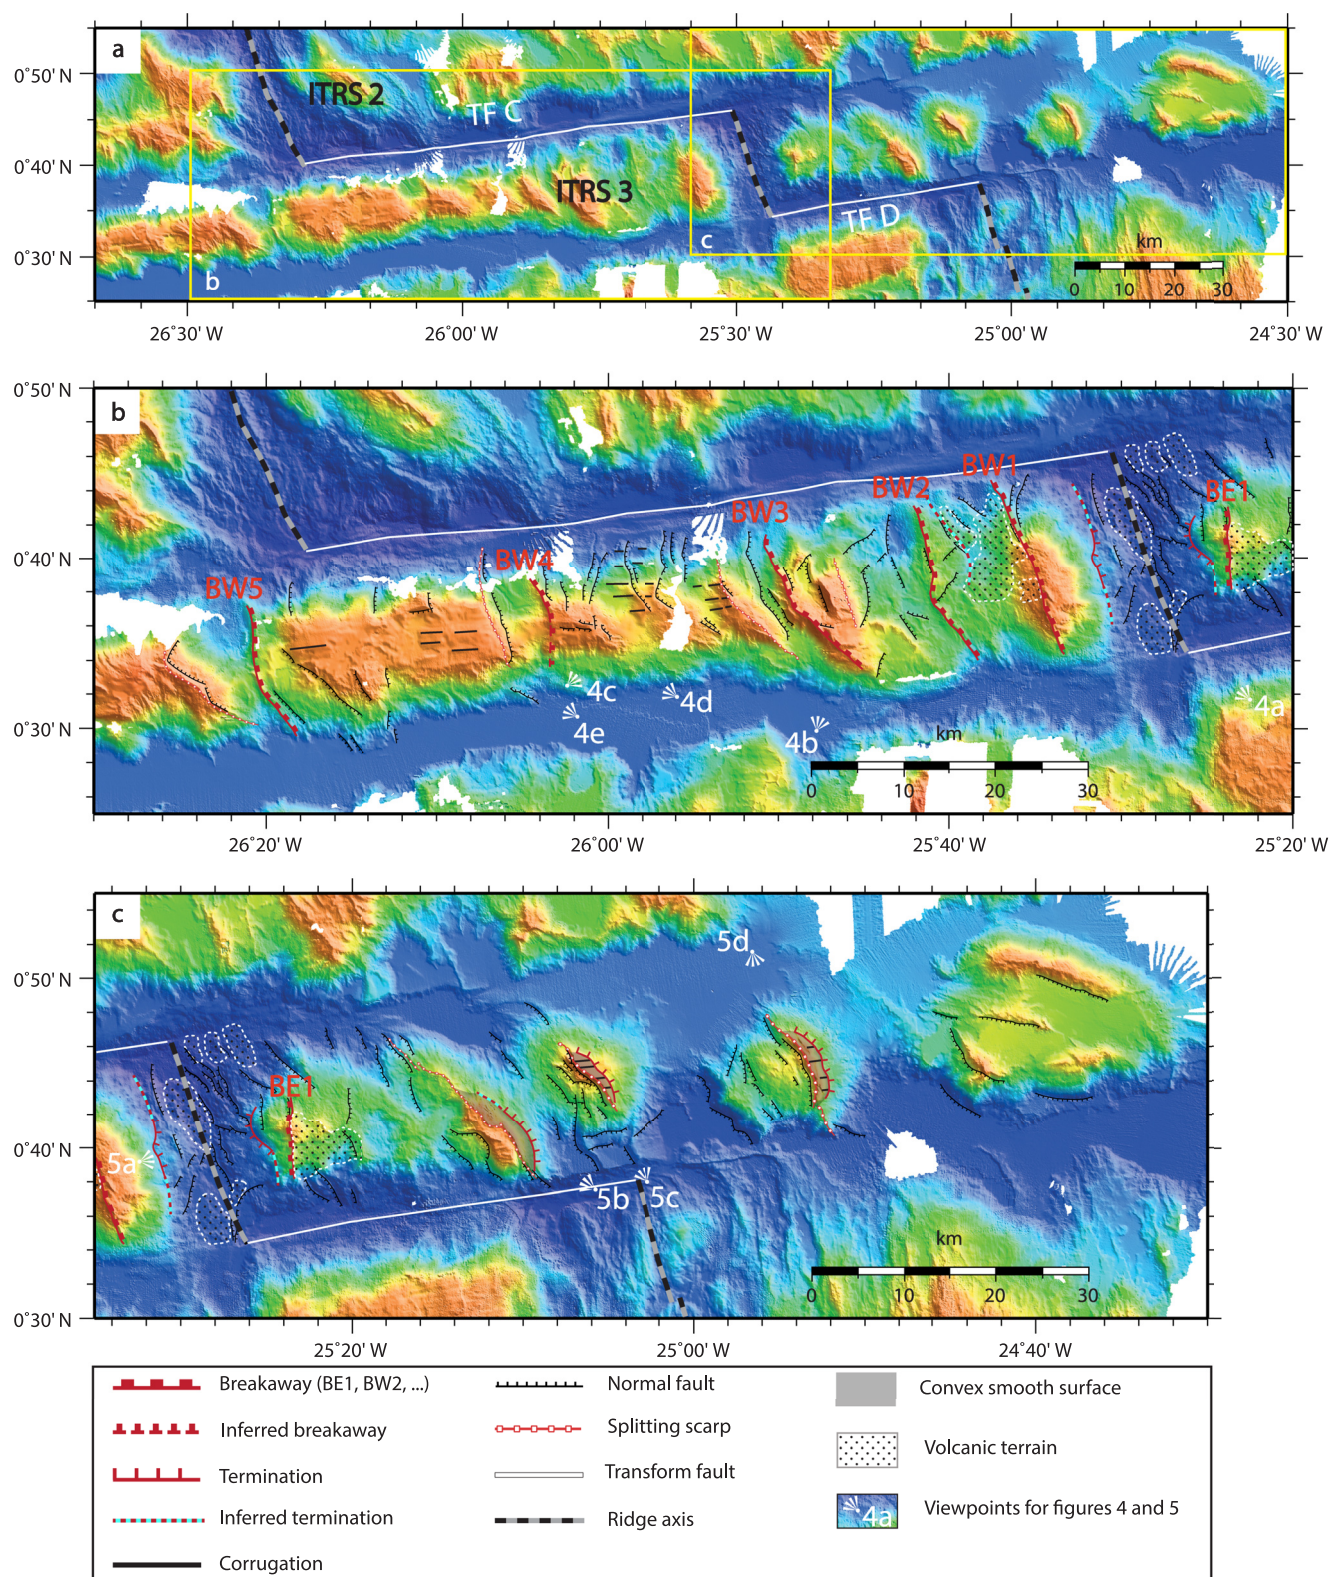 a
ITRS 2
TF C
ITRS 3
TF D
b
c
km
0 10 20 30
0°50' N
0°40' N
0°30' N
26°30' W 26°00' W 25°30' W 25°00' W 24°30' W
b
BW5
BW4
BW3
BW2
BW1
BE1
4c
4d
4e
4b
4a
km
0 10 20 30
0°50' N
0°40' N
0°30' N
26°20' W 26°00' W 25°40' W 25°20' W
c
5d
BE1
5a
5b
5c
km
0 10 20 30
0°50' N
0°40' N
0°30' N
25°20' W 25°00' W 24°40' W
Breakaway (BE1, BW2, ...)
Inferred breakaway
Termination
Inferred termination
Corrugation
Normal fault
Splitting scarp
Transform fault
Ridge axis
Convex smooth surface
Volcanic terrain
4a
Viewpoints for figures 4 and 5